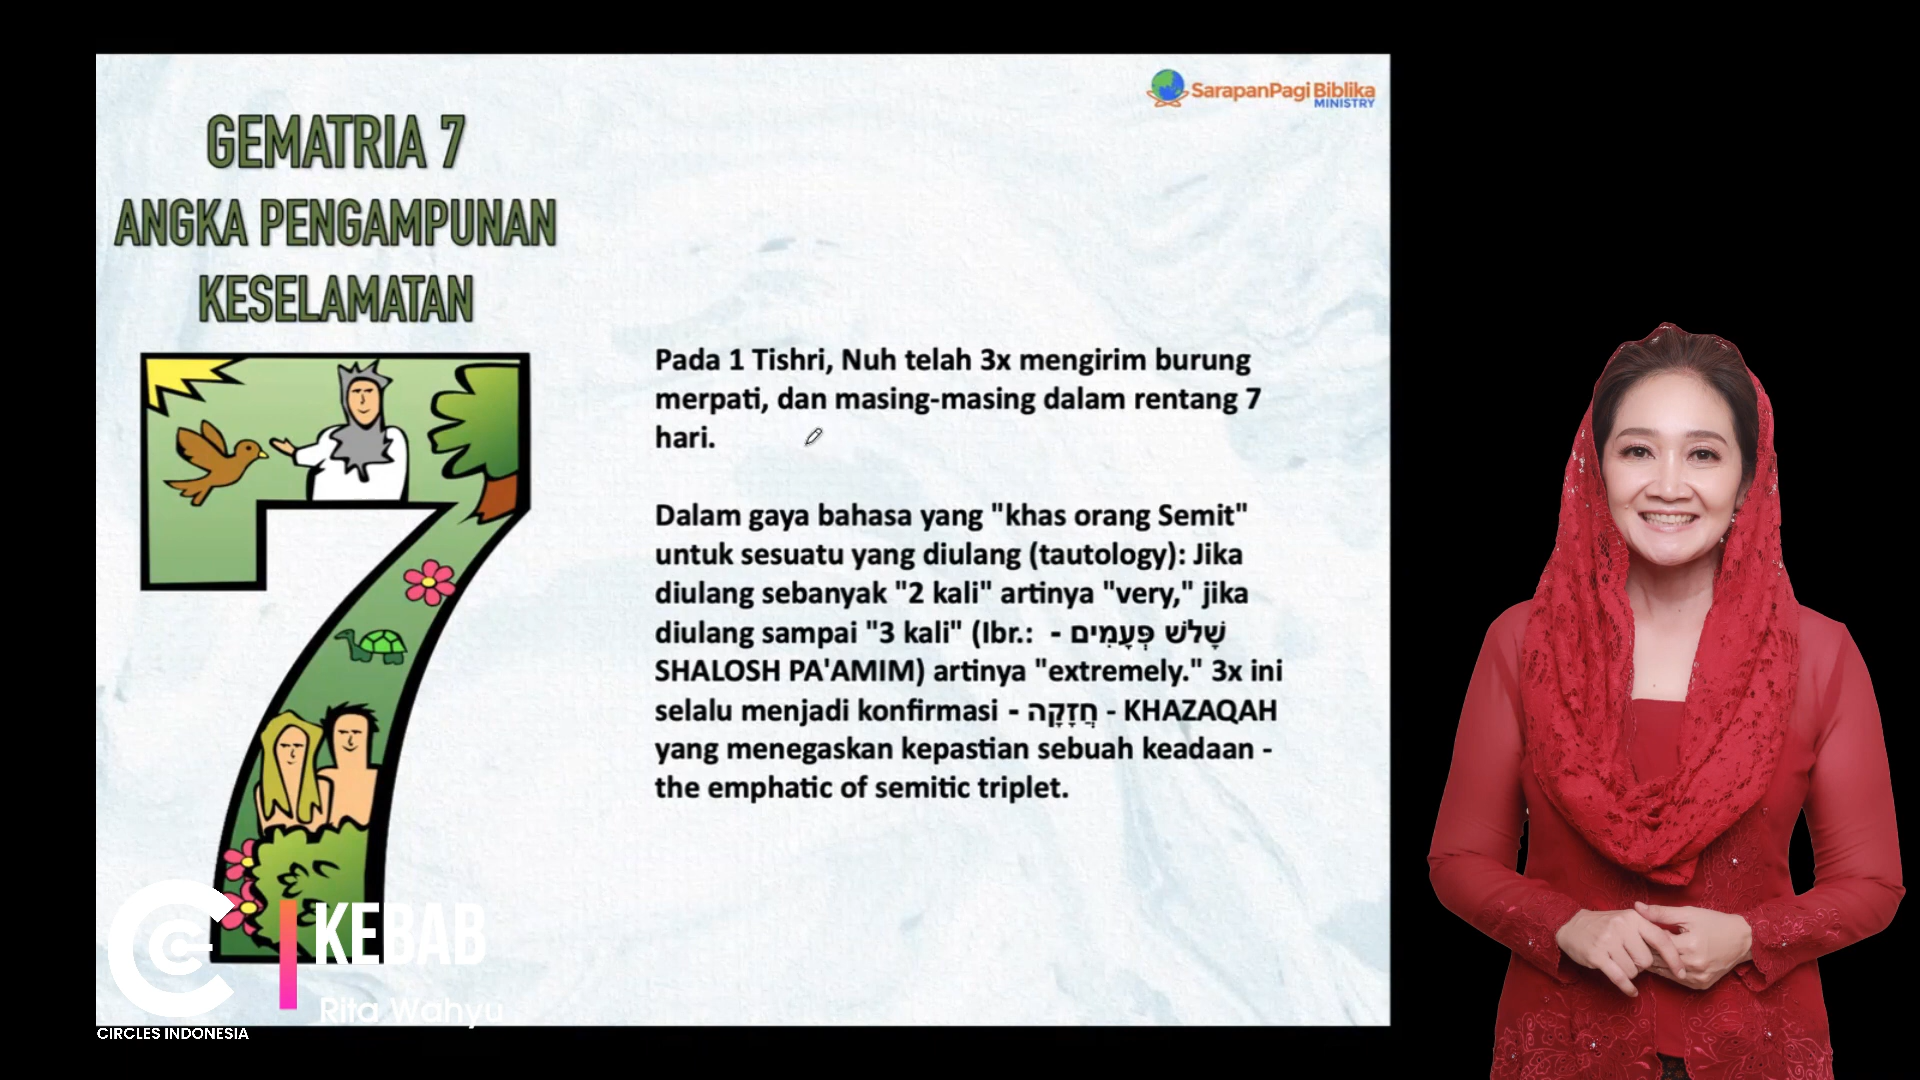 SarapanPagi Biblika
MINISTRY
GEMATRIA 7
ANGKA PENGAMPUNAN
KESELAMATAN
Pada 1 Tishri, Nuh telah 3x mengirim burung
merpati, dan masing-masing dalam rentang 7
hari.
Dalam gaya bahasa yang "khas orang Semit"
untuk sesuatu yang diulang (tautology): Jika
diulang sebanyak "2 kali" artinya "very," jika
diulang sampai "3 kali" (Ibr.: - שָׁלֹשׁ פְּעָמִים
SHALOSH PA'AMIM) artinya "extremely." 3x ini
selalu menjadi konfirmasi - חֲזָקָה - KHAZAQAH
yang menegaskan kepastian sebuah keadaan -
the emphatic of semitic triplet.
KEBAB
Rita Wahyu
CIRCLES INDONESIA